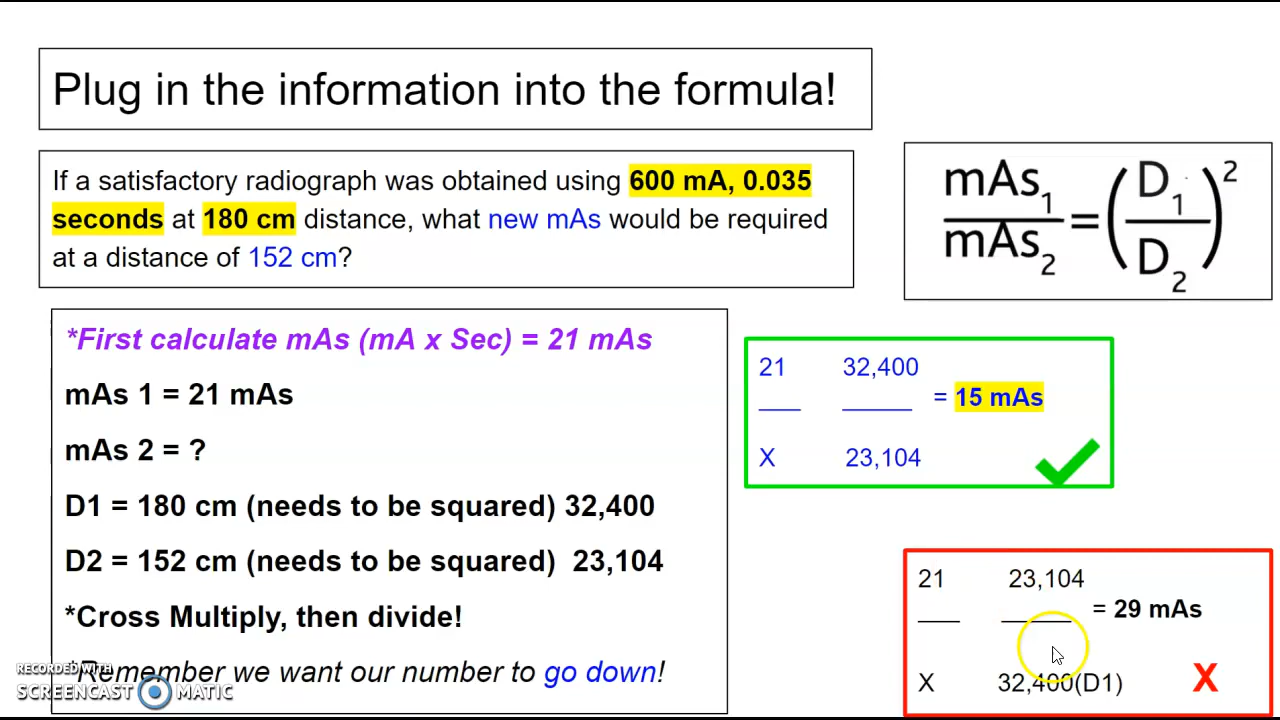 Plug in the information into the formula!
If a satisfactory radiograph was obtained using 600 mA, 0.035
seconds at 180 cm distance, what new mAs would be required
at a distance of 152 cm?
mAs1 / mAs2 = (D1 / D2)²
*First calculate mAs (mA x Sec) = 21 mAs
mAs 1 = 21 mAs
mAs 2 = ?
D1 = 180 cm (needs to be squared) 32,400
D2 = 152 cm (needs to be squared) 23,104
*Cross Multiply, then divide!
*Remember we want our number to go down!
21 32,400
= 15 mAs
X 23,104
21 23,104
= 29 mAs
X 32,400(D1)
X
RECORDED WITH
SCREENCAST MATIC